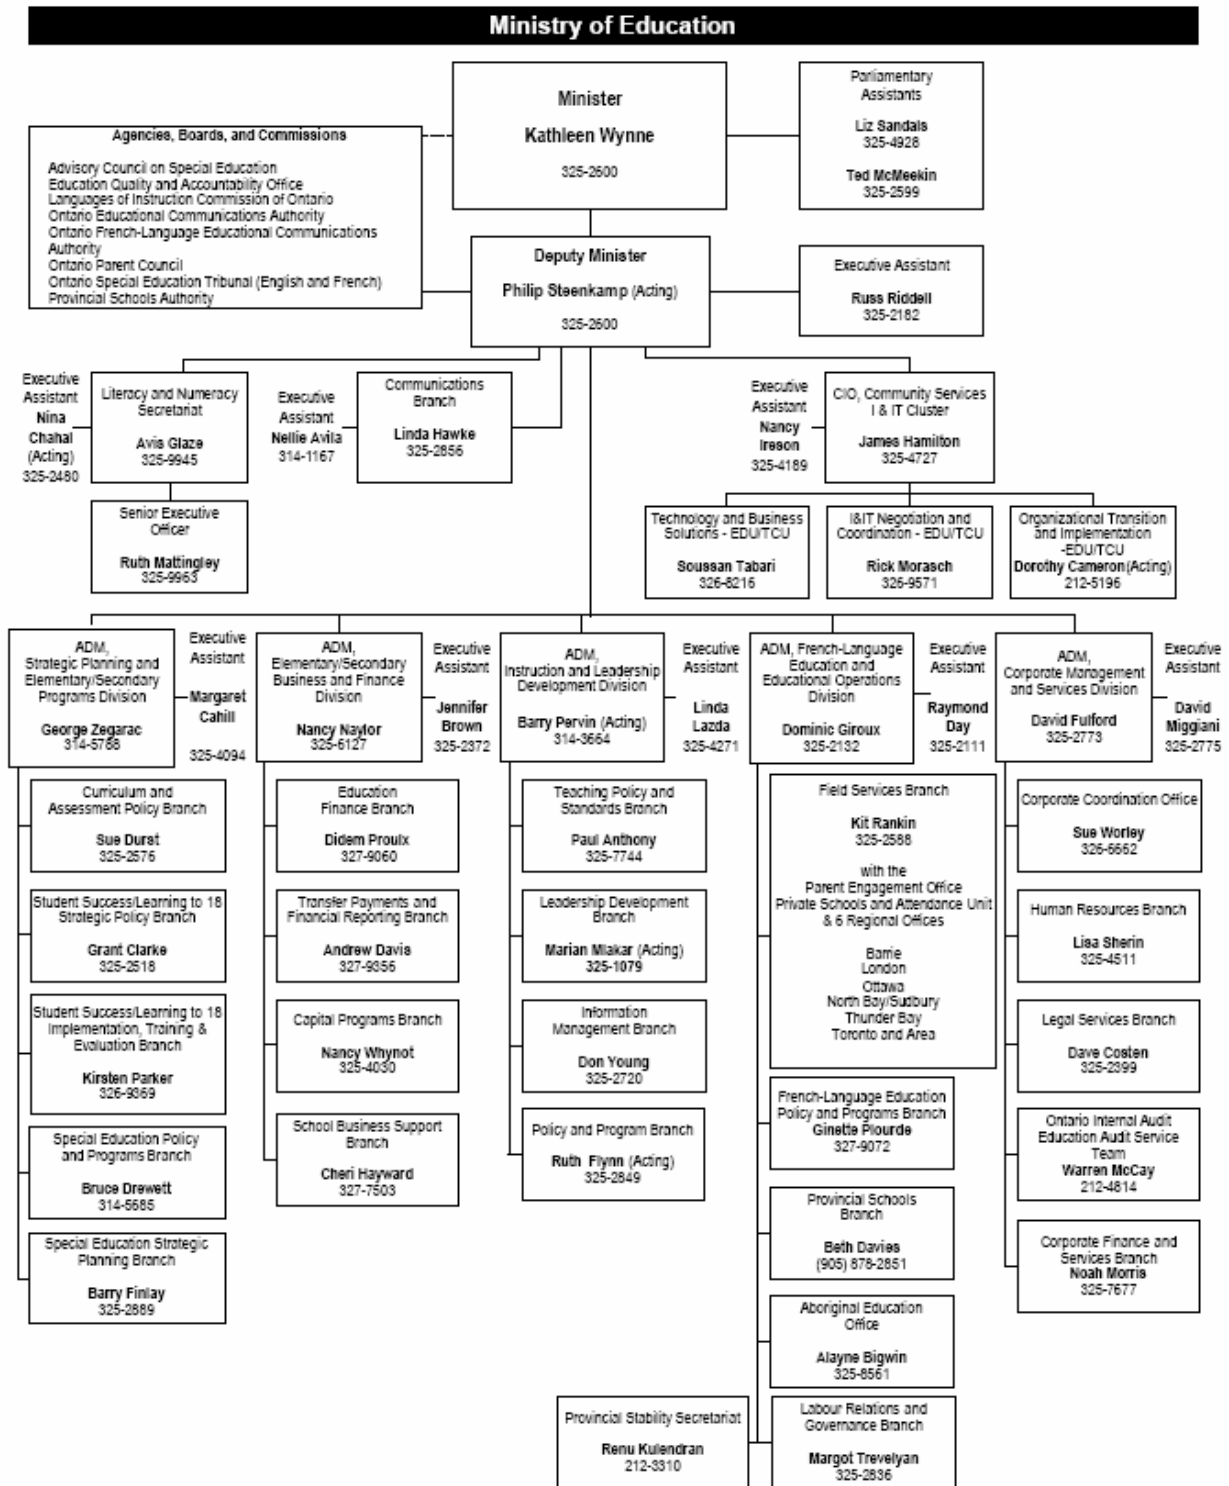 Ministry of Education
Minister
Kathleen Wynne
325-2600
Parliamentary
Assistants
Liz Sandals
325-4928
Ted McMeekin
325-2599
Agencies, Boards, and Commissions
Advisory Council on Special Education
Education Quality and Accountability Office
Languages of Instruction Commission of Ontario
Ontario Educational Communications Authority
Ontario French-Language Educational Communications
Authority
Ontario Parent Council
Ontario Special Education Tribunal (English and French)
Provincial Schools Authority
Deputy Minister
Philip Steenkamp (Acting)
325-2600
Executive Assistant
Russ Riddell
325-2182
Executive
Assistant
Nina
Chahal
(Acting)
325-2480
Literacy and Numeracy
Secretariat
Avis Glaze
325-9945
Executive
Assistant
Nellie Avila
314-1167
Communications
Branch
Linda Hawke
325-2856
Executive
Assistant
Nancy
Ireson
325-4189
CIO, Community Services
I & IT Cluster
James Hamilton
325-4727
Senior Executive
Officer
Ruth Mattingley
325-9963
Technology and Business
Solutions - EDU/TCU
Soussan Tabari
326-8216
I&IT Negotiation and
Coordination - EDU/TCU
Rick Morasch
326-9571
Organizational Transition
and Implementation
-EDU/TCU
Dorothy Cameron(Acting)
212-5196
ADM,
Strategic Planning and
Elementary/Secondary
Programs Division
George Zegarac
314-5788
Executive
Assistant
Margaret
Cahill
325-4094
ADM,
Elementary/Secondary
Business and Finance
Division
Nancy Naylor
325-6127
Executive
Assistant
Jennifer
Brown
325-2372
ADM,
Instruction and Leadership
Development Division
Barry Pervin (Acting)
314-3664
Executive
Assistant
Linda
Lazda
325-4271
ADM, French-Language
Education and
Educational Operations
Division
Dominic Giroux
325-2132
Executive
Assistant
Raymond
Day
325-2111
ADM,
Corporate Management
and Services Division
David Fulford
325-2773
Executive
Assistant
David
Miggiani
325-2775
Curriculum and
Assessment Policy Branch
Sue Durst
325-2576
Student Success/Learning to 18
Strategic Policy Branch
Grant Clarke
325-2518
Student Success/Learning to 18
Implementation, Training &
Evaluation Branch
Kirsten Parker
326-9369
Special Education Policy
and Programs Branch
Bruce Drewett
314-5685
Special Education Strategic
Planning Branch
Barry Finlay
325-2889
Education
Finance Branch
Didem Proulx
327-9060
Transfer Payments and
Financial Reporting Branch
Andrew Davis
327-9356
Capital Programs Branch
Nancy Whynot
325-4030
School Business Support
Branch
Cheri Hayward
327-7503
Teaching Policy and
Standards Branch
Paul Anthony
325-7744
Leadership Development
Branch
Marian Mlakar (Acting)
325-1079
Information
Management Branch
Don Young
325-2720
Policy and Program Branch
Ruth Flynn (Acting)
325-2849
Field Services Branch
Kit Rankin
325-2588
with the
Parent Engagement Office
Private Schools and Attendance Unit
& 6 Regional Offices
Barrie
London
Ottawa
North Bay/Sudbury
Thunder Bay
Toronto and Area
French-Language Education
Policy and Programs Branch
Ginette Plourde
327-9072
Provincial Schools
Branch
Beth Davies
(905) 878-2851
Aboriginal Education
Office
Alayne Bigwin
325-8561
Provincial Stability Secretariat
Renu Kulendran
212-3310
Labour Relations and
Governance Branch
Margot Trevelyan
325-2836
Corporate Coordination Office
Sue Worley
326-6662
Human Resources Branch
Lisa Sherin
325-4511
Legal Services Branch
Dave Costen
325-2399
Ontario Internal Audit
Education Audit Service
Team
Warren McCay
212-4814
Corporate Finance and
Services Branch
Noah Morris
325-7677